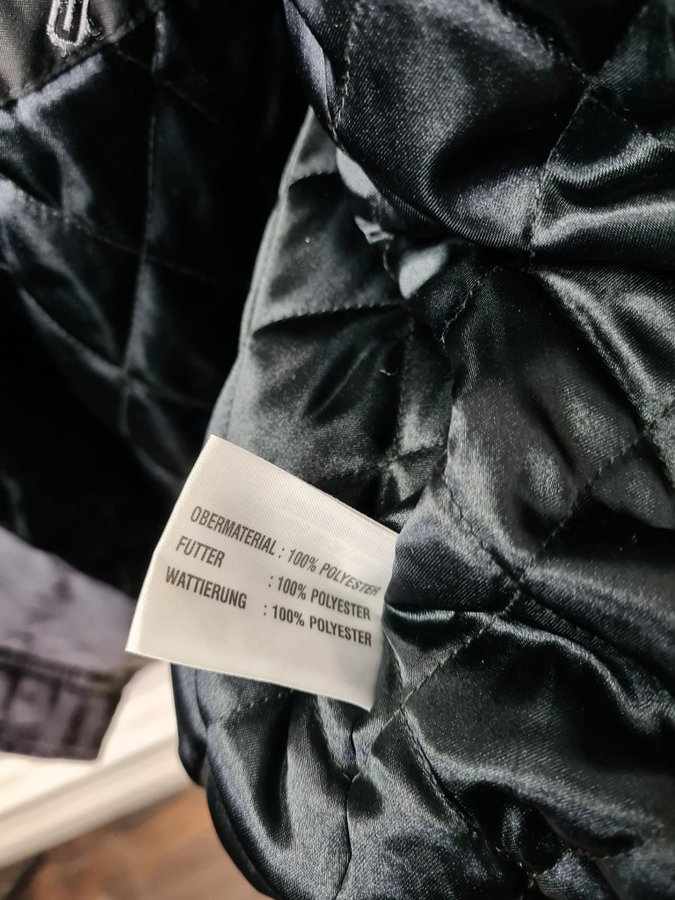 OBERMATERIAL : 100% POLYESTER
FUTTER : 100% POLYESTER
WATTIERUNG : 100% POLYESTER